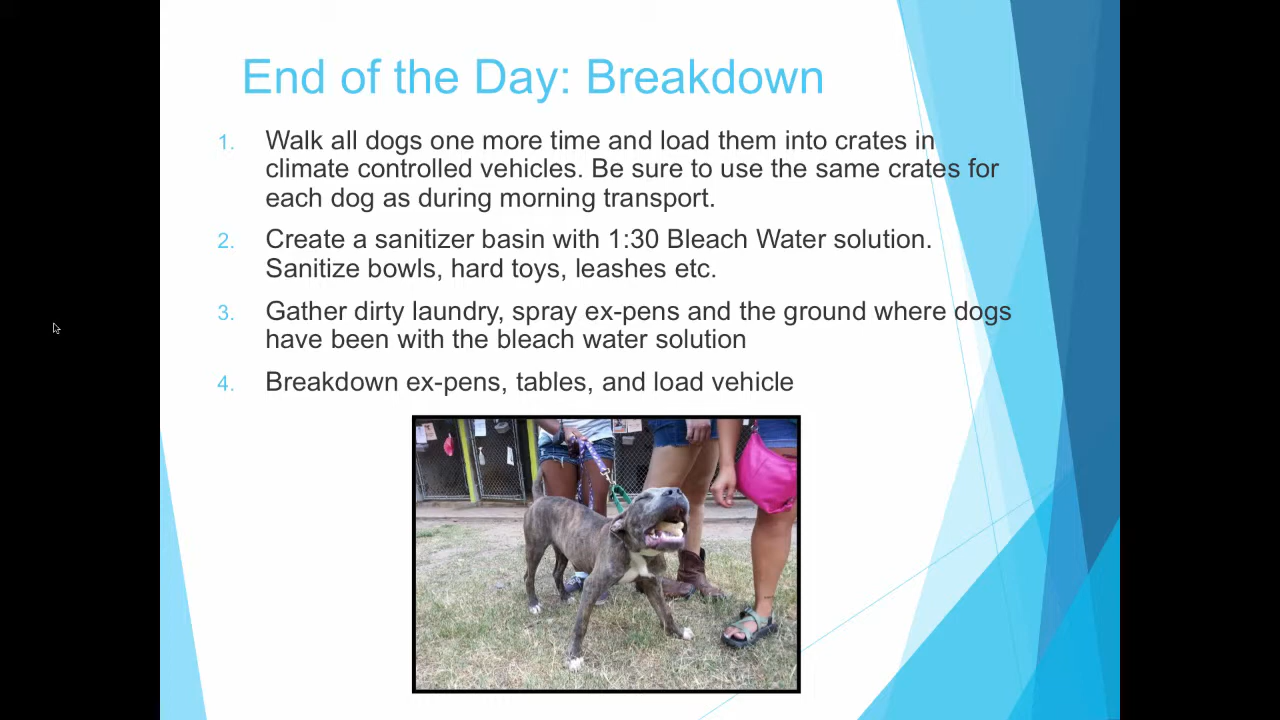 End of the Day: Breakdown
1. Walk all dogs one more time and load them into crates in
climate controlled vehicles. Be sure to use the same crates for
each dog as during morning transport.
2. Create a sanitizer basin with 1:30 Bleach Water solution.
Sanitize bowls, hard toys, leashes etc.
3. Gather dirty laundry, spray ex-pens and the ground where dogs
have been with the bleach water solution
4. Breakdown ex-pens, tables, and load vehicle